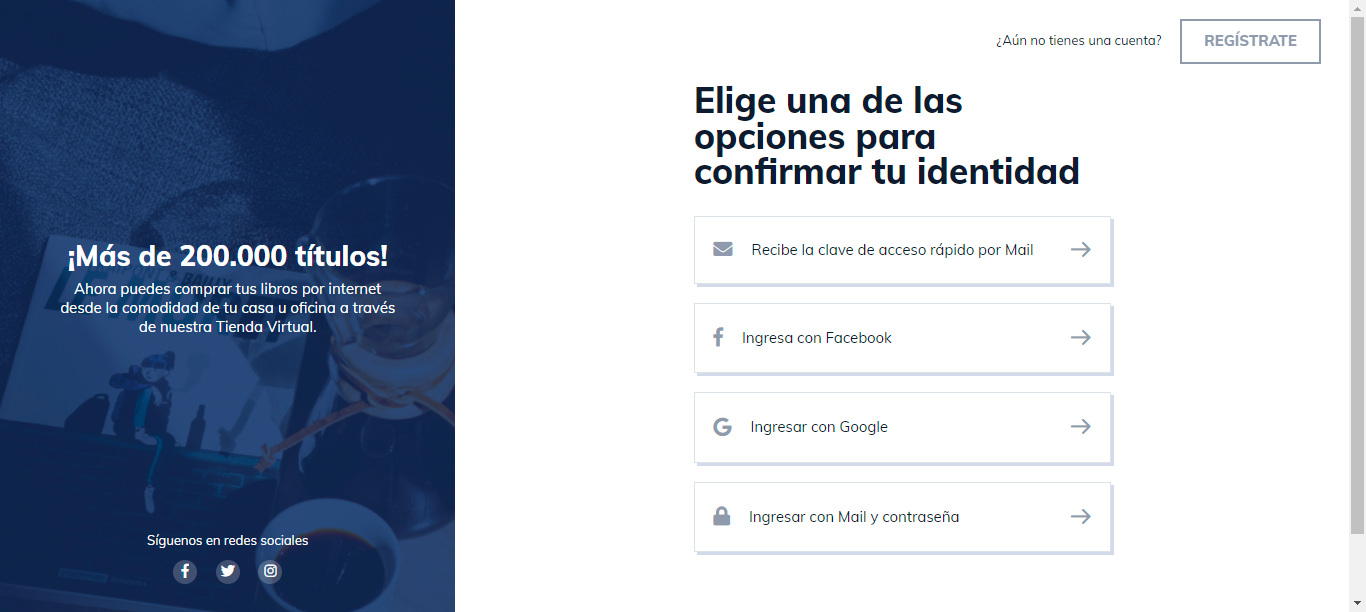 ¿Aún no tienes una cuenta?
REGÍSTRATE
Elige una de las
opciones para
confirmar tu identidad
Recibe la clave de acceso rápido por Mail
Ingresa con Facebook
Ingresar con Google
Ingresar con Mail y contraseña
¡Más de 200.000 títulos!
Ahora puedes comprar tus libros por internet
desde la comodidad de tu casa u oficina a través
de nuestra Tienda Virtual.
Síguenos en redes sociales